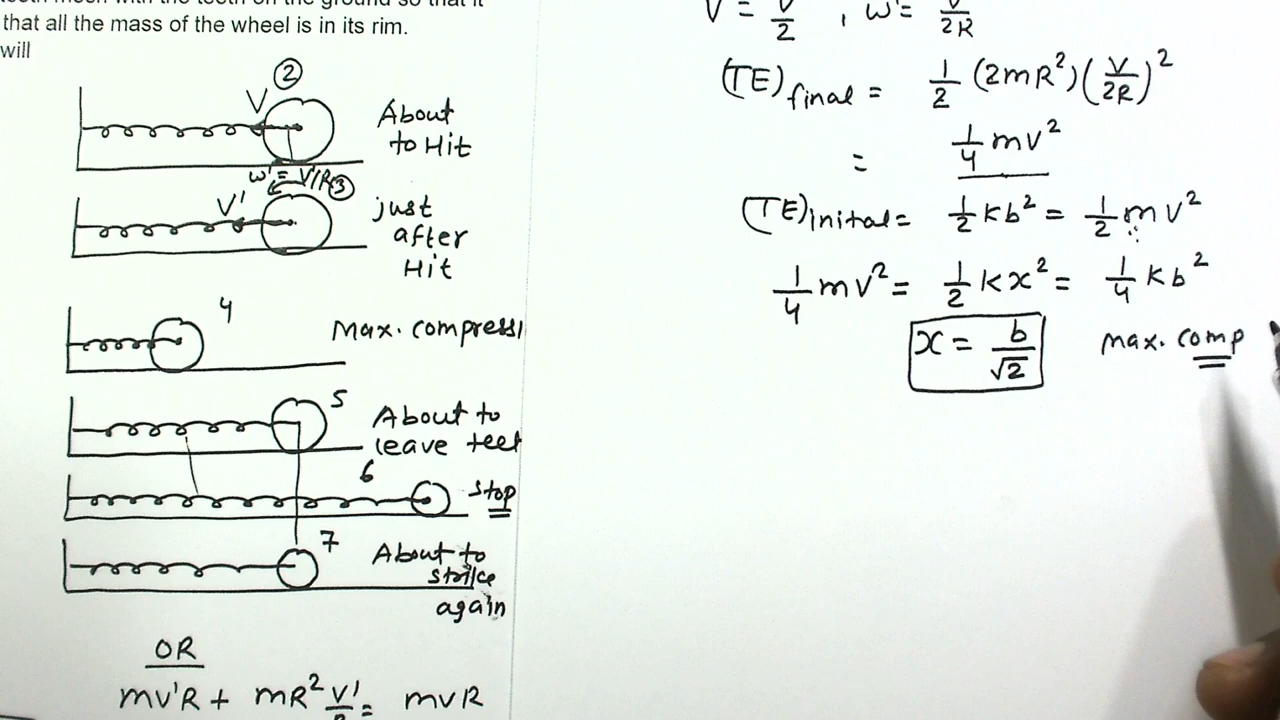 that all the mass of the wheel is in its rim.
will
2
V
About
to Hit
ω' = V'/R
3
V'
just
after
Hit
4
Max. compressi
5
About to
leave teet
6
stop
7
About to
strike
again
OR
mv'R + mR² V'/R = mvR
V = V/2 , ω' = V/2R
(TE)final = 1/2 (2mR²)(V/2R)²
= 1/4 mv²
(TE)inital = 1/2 kb² = 1/2 mv²
1/4 mv² = 1/2 kx² = 1/4 kb²
x = b/√2 max. comp